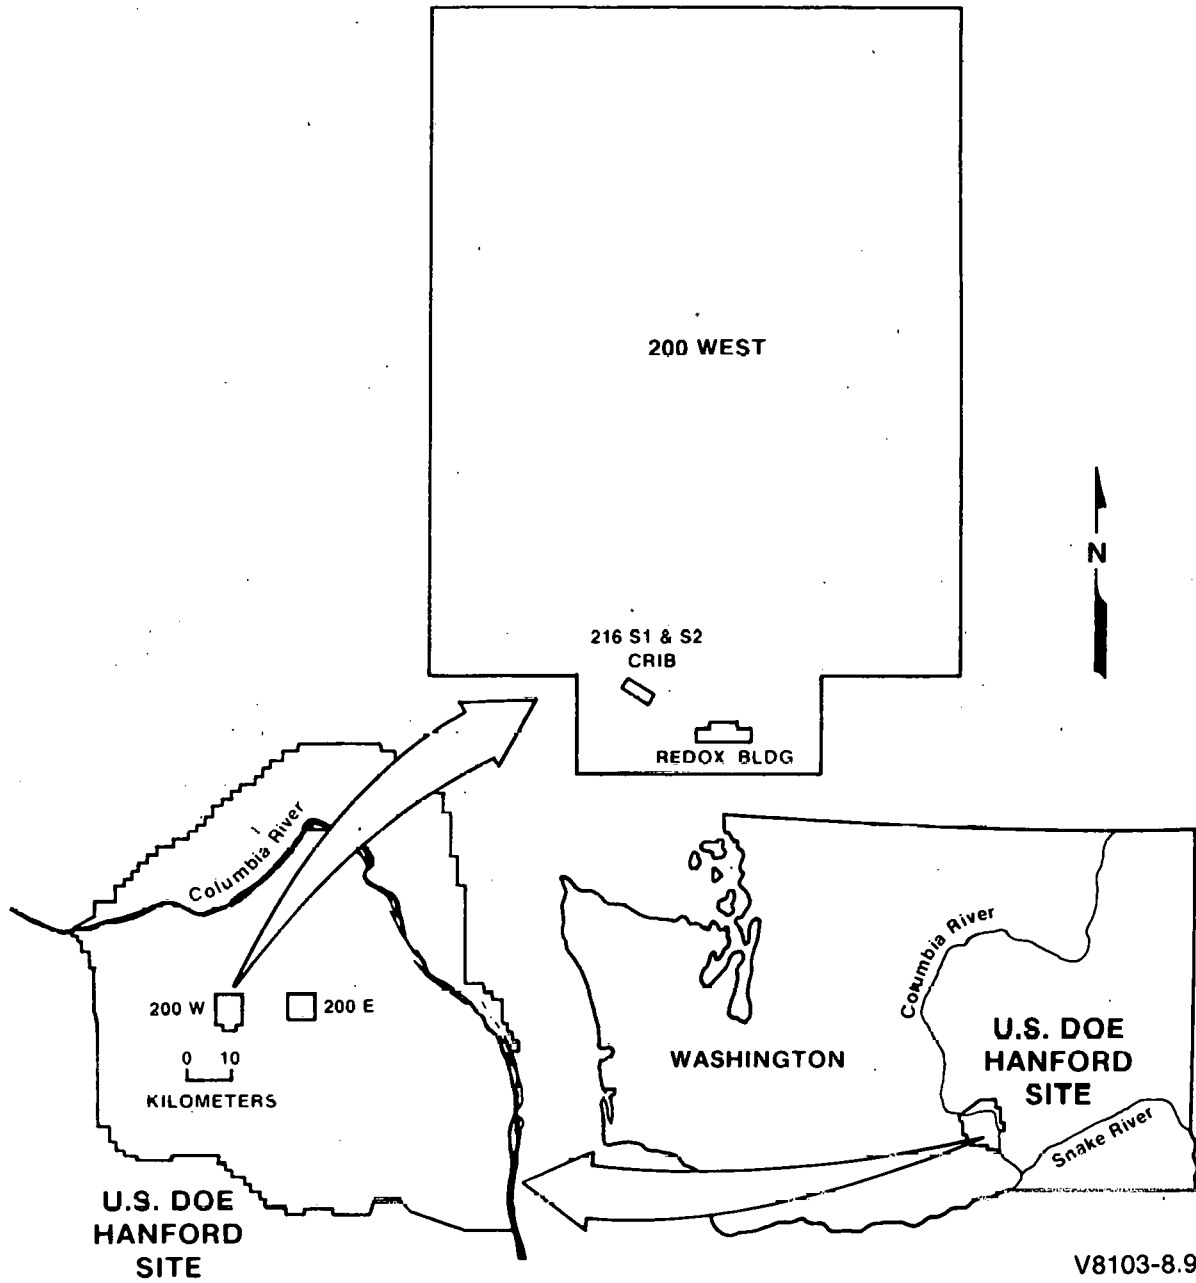 200 WEST
N
216 S1 & S2
CRIB
REDOX BLDG
Columbia River
200 W
200 E
0 10
KILOMETERS
U.S. DOE
HANFORD
SITE
Columbia River
WASHINGTON
U.S. DOE
HANFORD
SITE
Snake River
V8103-8.9